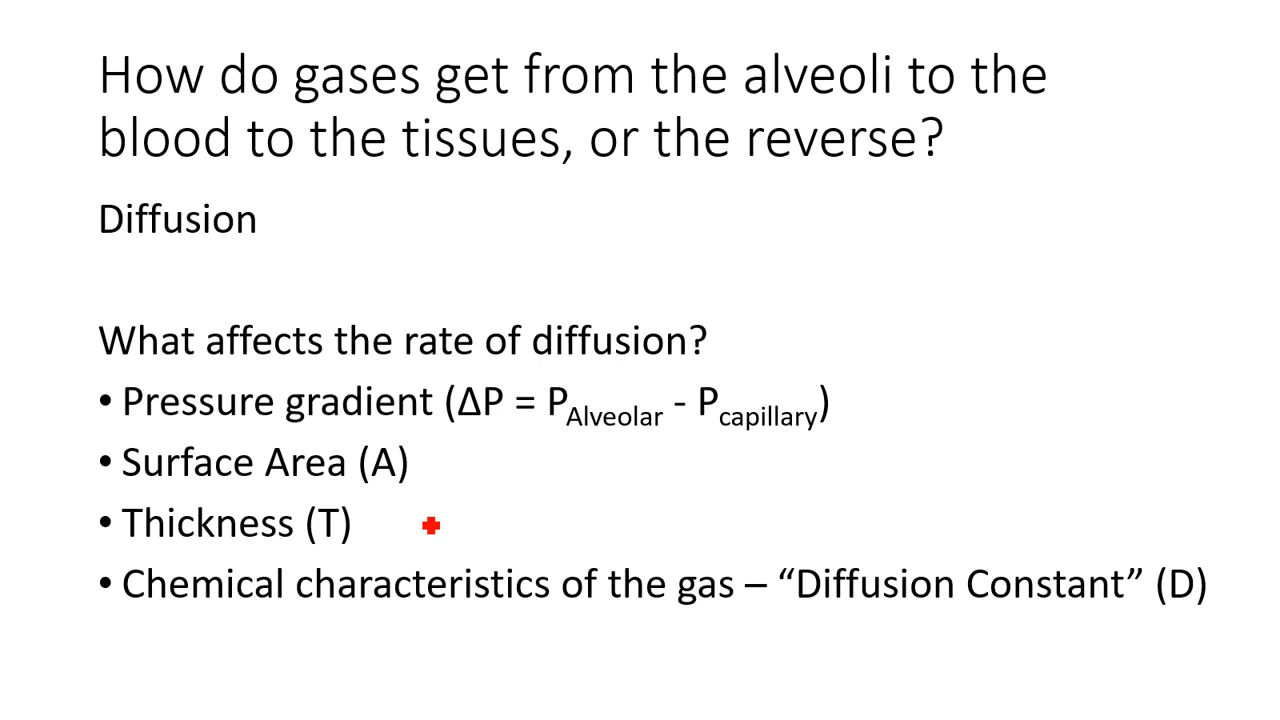 How do gases get from the alveoli to the
blood to the tissues, or the reverse?
Diffusion
What affects the rate of diffusion?
• Pressure gradient (ΔP = PAlveolar - Pcapillary)
• Surface Area (A)
• Thickness (T)
• Chemical characteristics of the gas – “Diffusion Constant” (D)